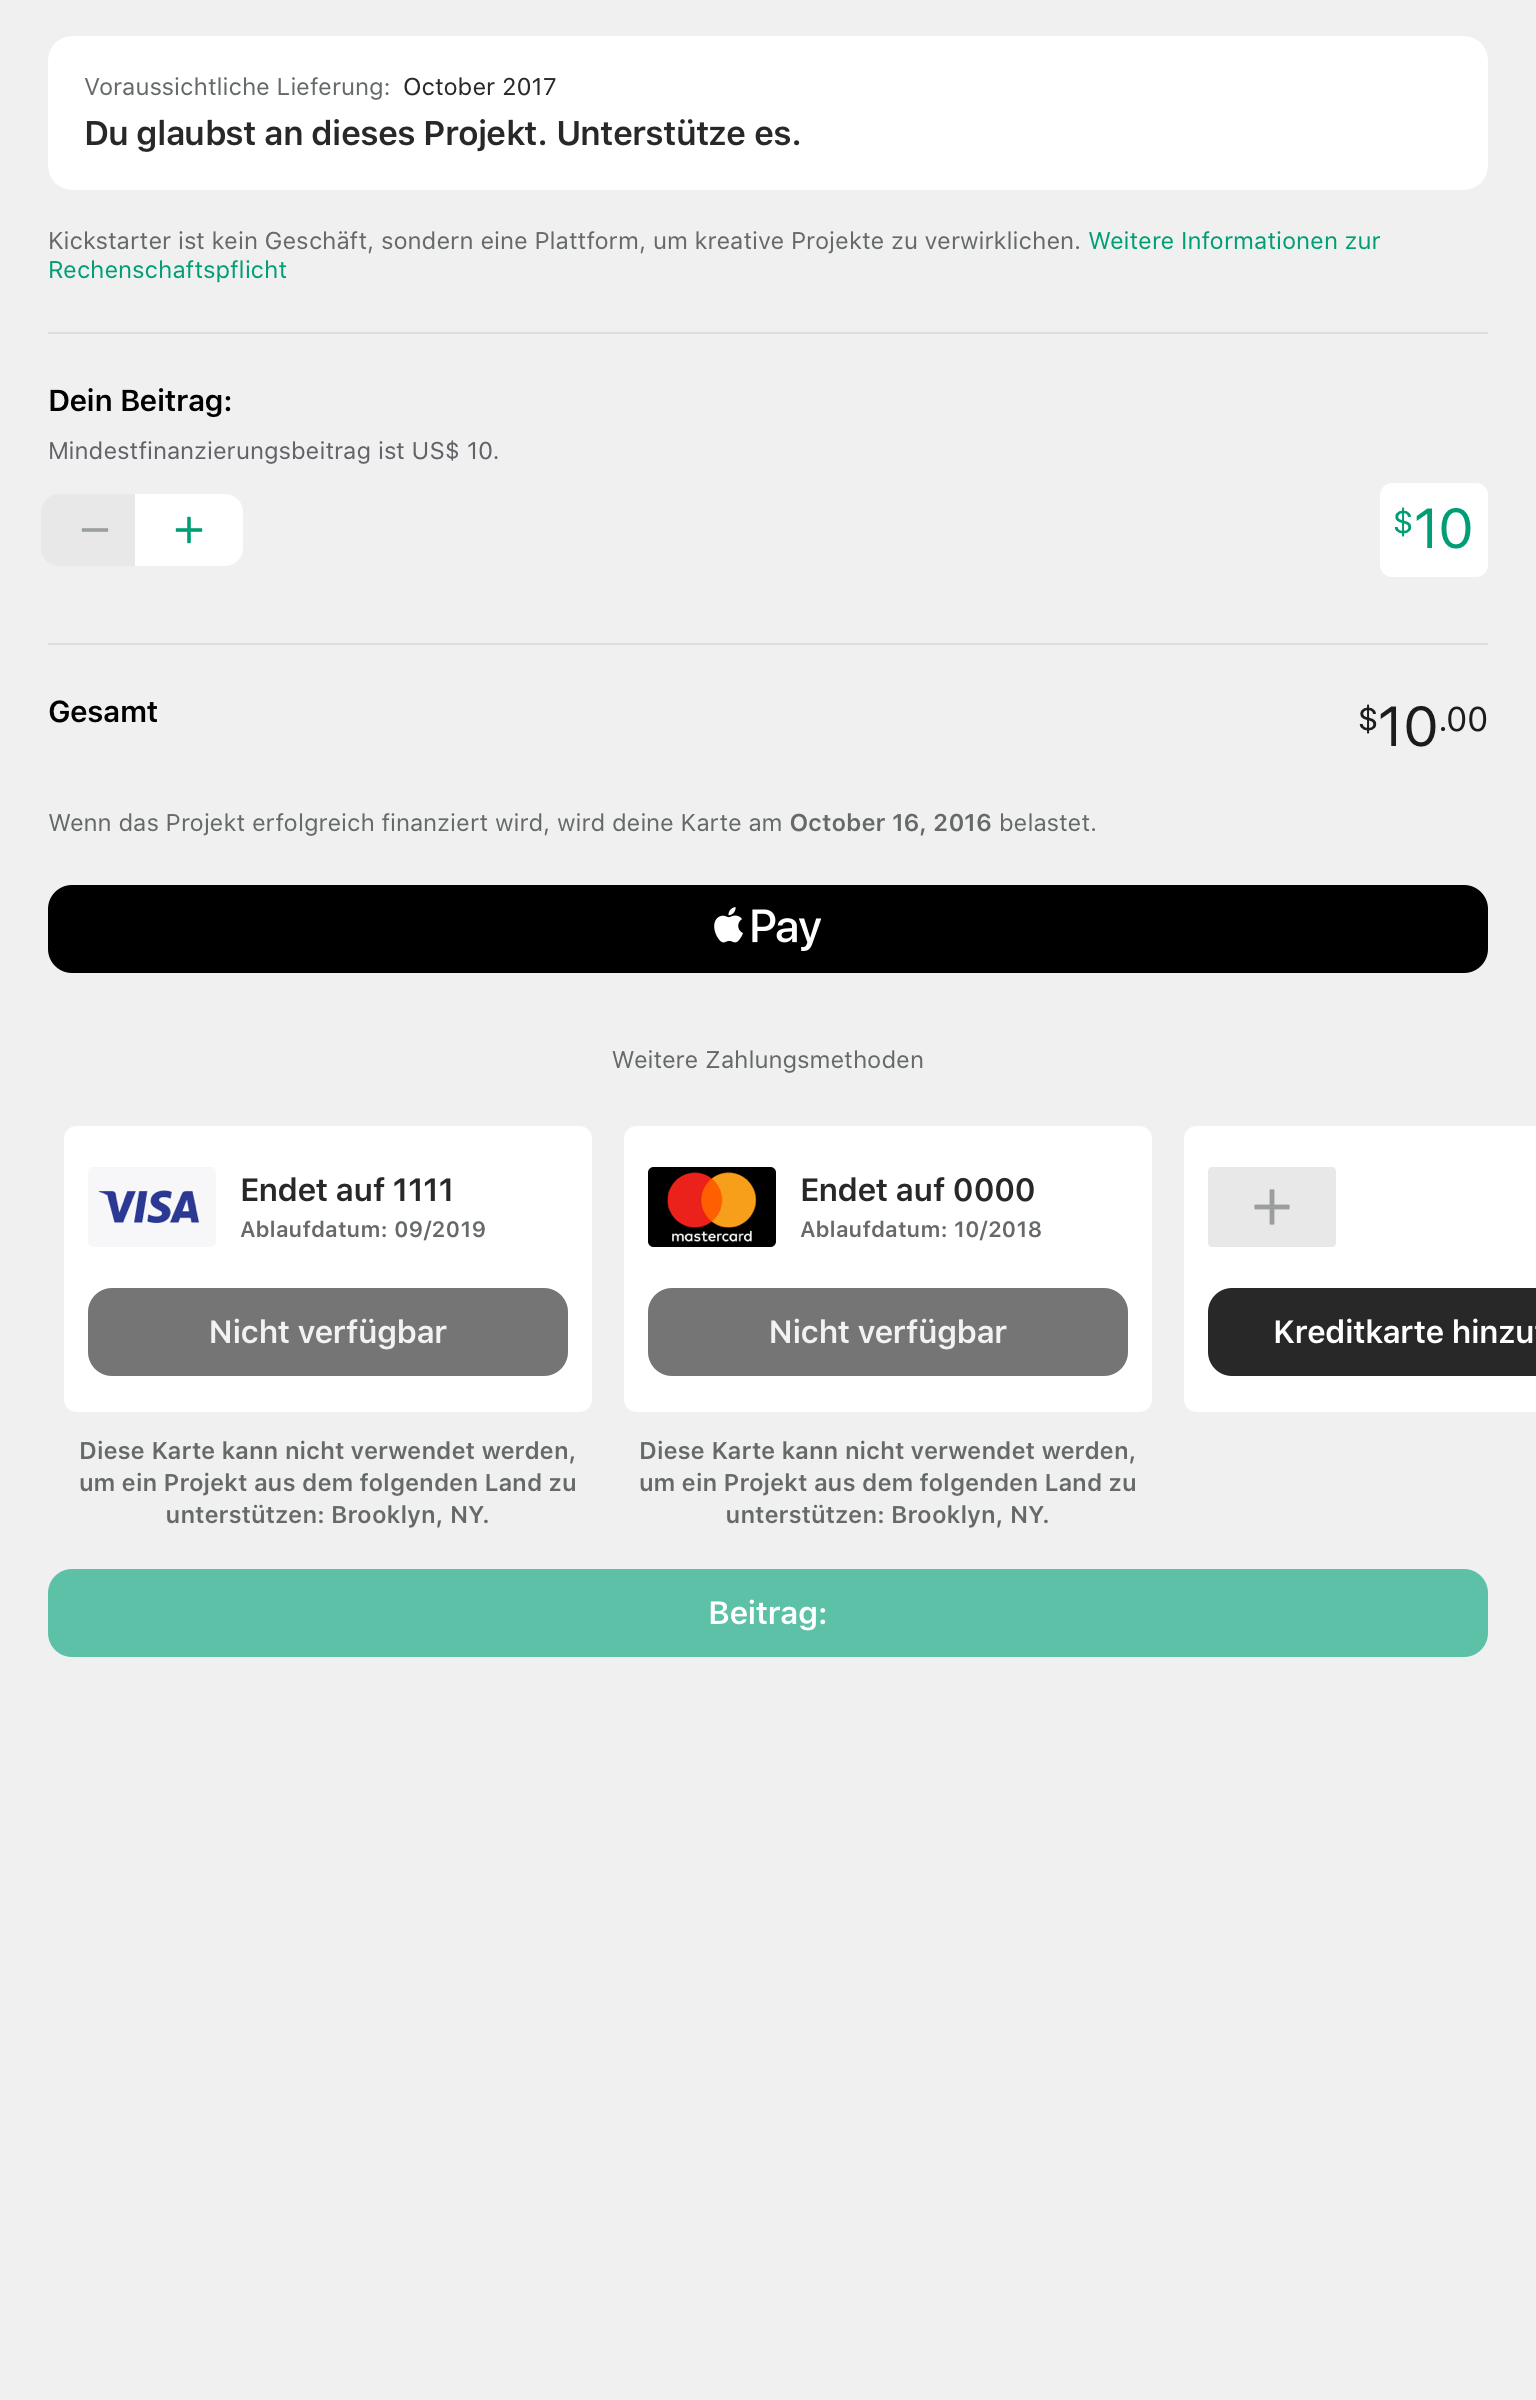 Voraussichtliche Lieferung: October 2017
Du glaubst an dieses Projekt. Unterstütze es.
Kickstarter ist kein Geschäft, sondern eine Plattform, um kreative Projekte zu verwirklichen. Weitere Informationen zur
Rechenschaftspflicht
Dein Beitrag:
Mindestfinanzierungsbeitrag ist US$ 10.
$10
Gesamt
$10.00
Wenn das Projekt erfolgreich finanziert wird, wird deine Karte am October 16, 2016 belastet.
Pay
Weitere Zahlungsmethoden
VISA
Endet auf 1111
Ablaufdatum: 09/2019
Nicht verfügbar
Diese Karte kann nicht verwendet werden,
um ein Projekt aus dem folgenden Land zu
unterstützen: Brooklyn, NY.
mastercard
Endet auf 0000
Ablaufdatum: 10/2018
Nicht verfügbar
Diese Karte kann nicht verwendet werden,
um ein Projekt aus dem folgenden Land zu
unterstützen: Brooklyn, NY.
Kreditkarte
Beitrag: